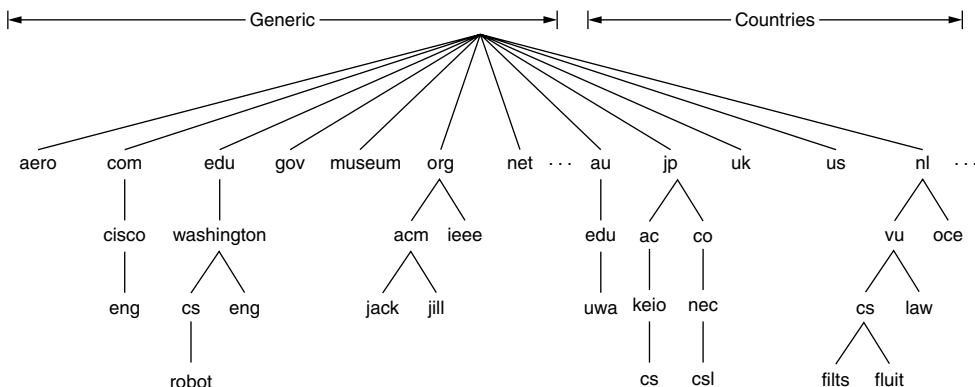 Generic Countries
aero com edu gov museum org net ··· au jp uk us nl ···
cisco washington acm ieee edu ac co vu oce
eng cs eng jack jill uwa keio nec cs law
robot cs csl filts fluit